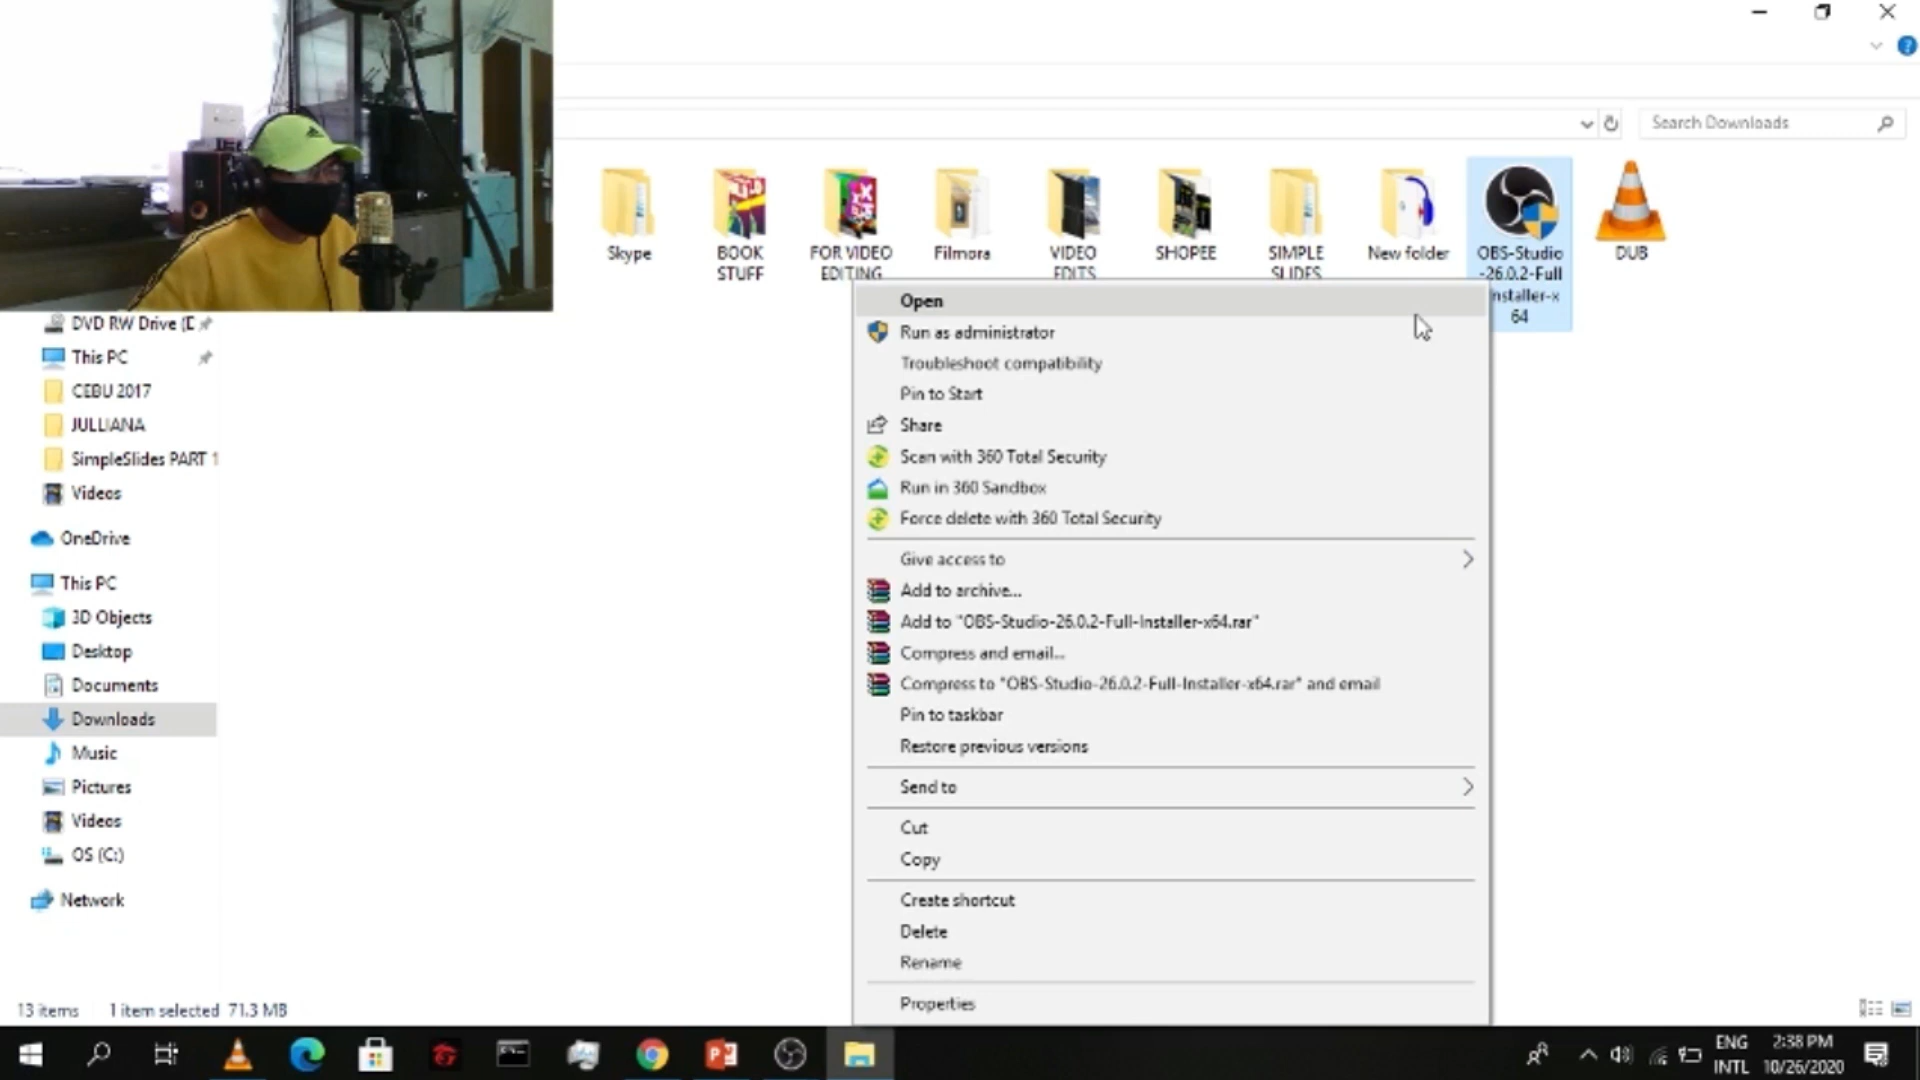 Search Downloads
Skype
BOOK
STUFF
FOR VIDEO
EDITING
Filmora
VIDEO
EDITS
SHOPEE
SIMPLE
SLIDES
New folder
OBS-Studio
-26.0.2-Full
nstaller-x
64
DUB
DVD RW Drive (E
This PC
CEBU 2017
JULLIANA
SimpleSlides PART 1
Videos
OneDrive
This PC
3D Objects
Desktop
Documents
Downloads
Music
Pictures
Videos
OS (C:)
Network
Open
Run as administrator
Troubleshoot compatibility
Pin to Start
Share
Scan with 360 Total Security
Run in 360 Sandbox
Force delete with 360 Total Security
Give access to
Add to archive...
Add to "OBS-Studio-26.0.2-Full-Installer-x64.rar"
Compress and email...
Compress to "OBS-Studio-26.0.2-Full-Installer-x64.rar" and email
Pin to taskbar
Restore previous versions
Send to
Cut
Copy
Create shortcut
Delete
Rename
Properties
13 items 1 item selected 71.3 MB
ENG
INTL
2:38 PM
10/26/2020